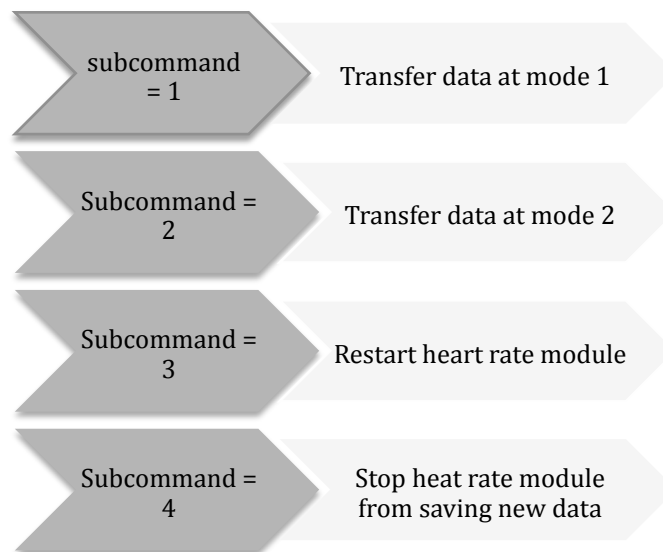 subcommand
= 1
Transfer data at mode 1
Subcommand =
2
Transfer data at mode 2
Subcommand =
3
Restart heart rate module
Subcommand =
4
Stop heat rate module
from saving new data